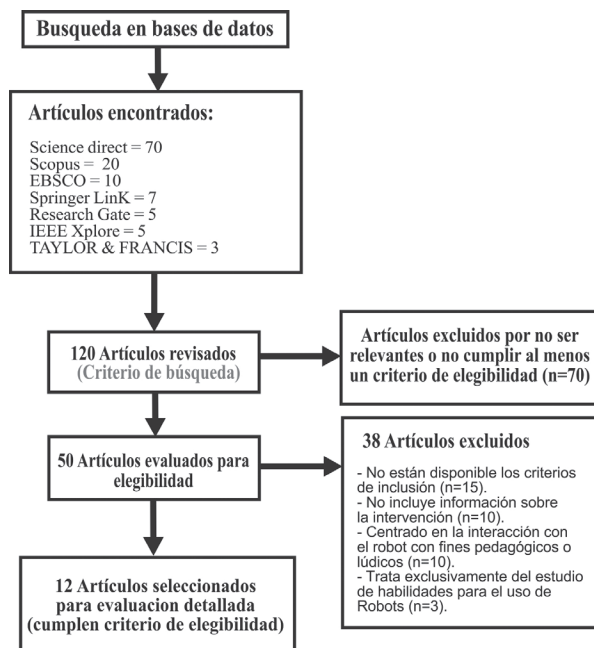 Busqueda en bases de datos
Artículos encontrados:
Science direct = 70
Scopus = 20
EBSCO = 10
Springer LinK = 7
Research Gate = 5
IEEE Xplore = 5
TAYLOR & FRANCIS = 3
120 Artículos revisados
(Criterio de búsqueda)
Artículos excluidos por no ser
relevantes o no cumplir al menos
un criterio de elegibilidad (n=70)
50 Artículos evaluados para
elegibilidad
38 Artículos excluidos
- No están disponible los criterios
de inclusión (n=15).
- No incluye información sobre
la intervención (n=10).
- Centrado en la interacción con
el robot con fines pedagógicos o
lúdicos (n=10).
- Trata exclusivamente del estudio
de habilidades para el uso de
Robots (n=3).
12 Artículos seleccionados
para evaluacion detallada
(cumplen criterio de elegibilidad)